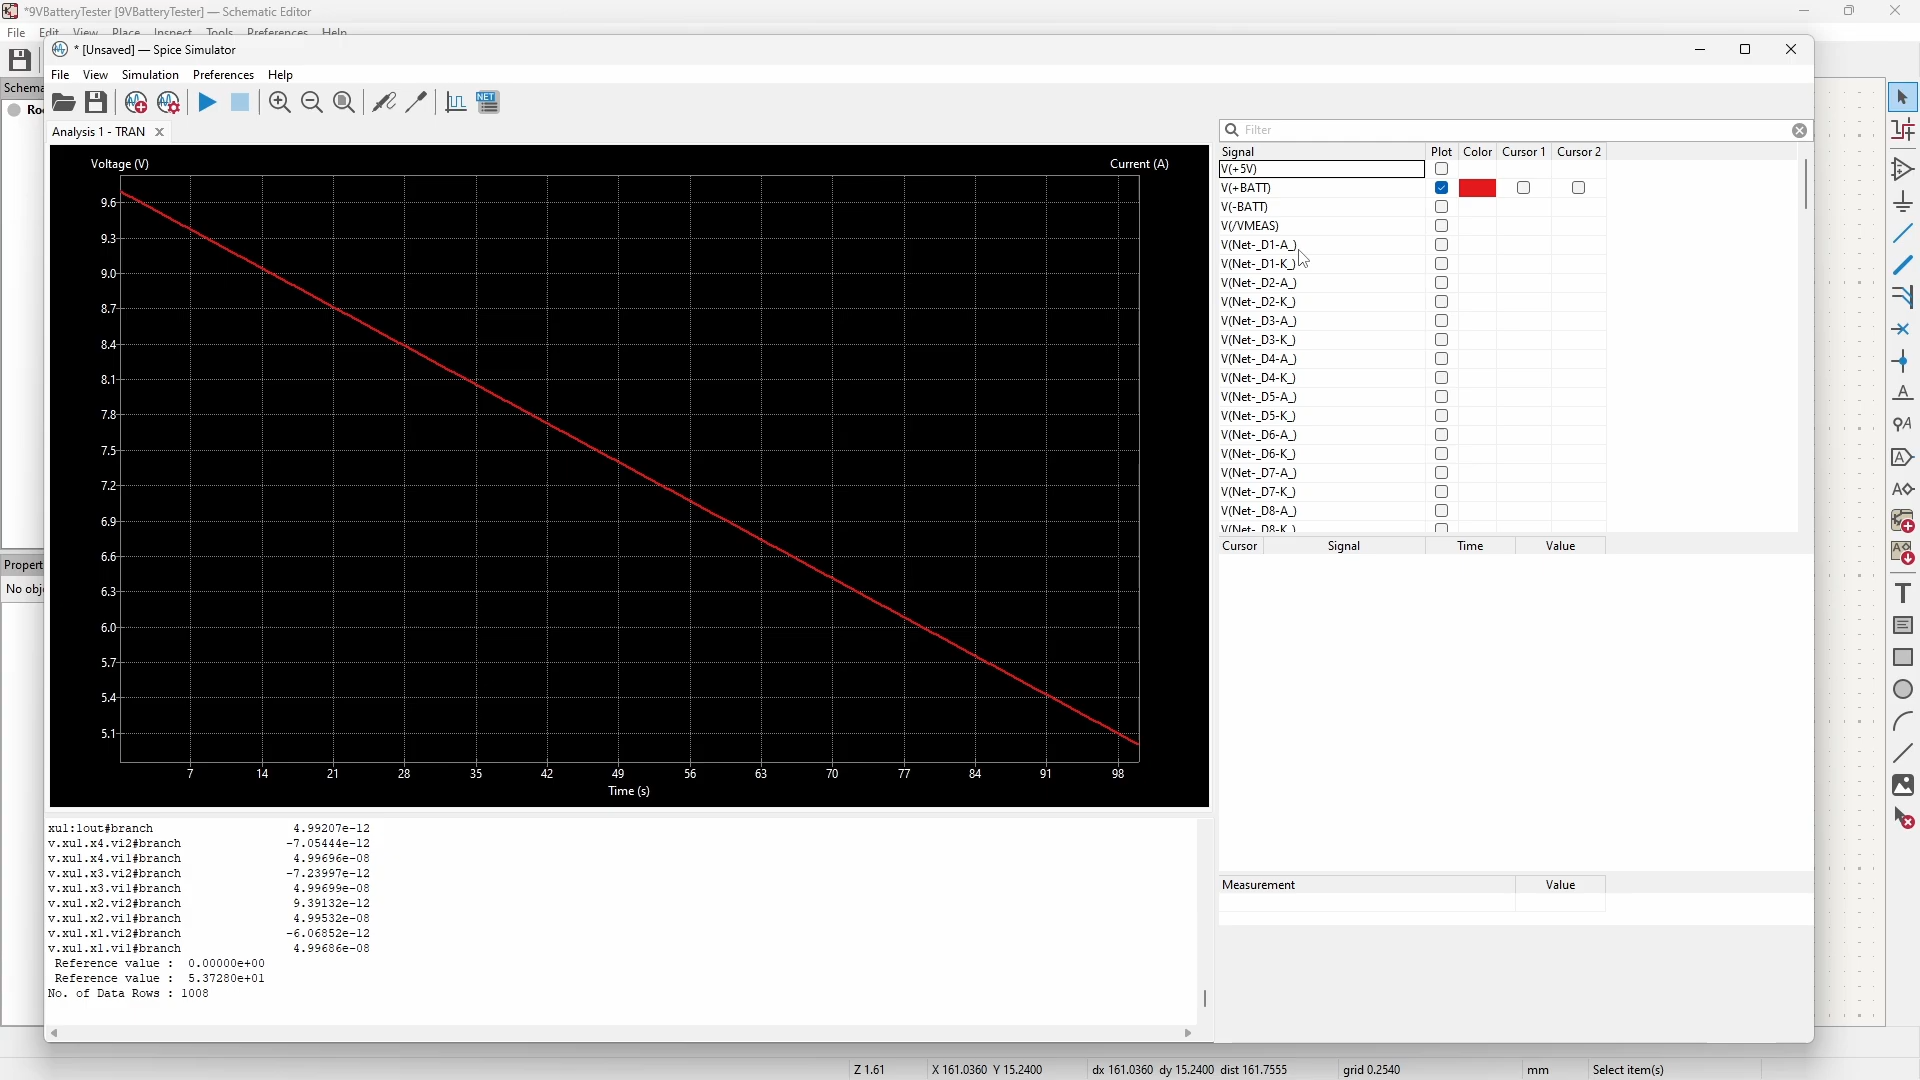 *9VBatteryTester [9VBatteryTester] — Schematic Editor
File Edit View Place Inspect Tools Preferences Help
* [Unsaved] — Spice Simulator
File View Simulation Preferences Help
Schema
Roo
NET
Analysis 1 - TRAN
Filter
Voltage (V)
Current (A)
9.6
9.3
9.0
8.7
8.4
8.1
7.8
7.5
7.2
6.9
6.6
6.3
6.0
5.7
5.4
5.1
7 14 21 28 35 42 49 56 63 70 77 84 91 98
Time (s)
Signal Plot Color Cursor 1 Cursor 2
V(+5V)
V(+BATT)
V(-BATT)
V(/VMEAS)
V(Net-_D1-A_)
V(Net-_D1-K_)
V(Net-_D2-A_)
V(Net-_D2-K_)
V(Net-_D3-A_)
V(Net-_D3-K_)
V(Net-_D4-A_)
V(Net-_D4-K_)
V(Net-_D5-A_)
V(Net-_D5-K_)
V(Net-_D6-A_)
V(Net-_D6-K_)
V(Net-_D7-A_)
V(Net-_D7-K_)
V(Net-_D8-A_)
V(Net-_D8-K_)
Cursor Signal Time Value
Measurement Value
Propert
No obj
xu1:lout#branch 4.99207e-12
v.xu1.x4.vi2#branch -7.05444e-12
v.xu1.x4.vi1#branch 4.99696e-08
v.xu1.x3.vi2#branch -7.23997e-12
v.xu1.x3.vi1#branch 4.99699e-08
v.xu1.x2.vi2#branch 9.39132e-12
v.xu1.x2.vi1#branch 4.99532e-08
v.xu1.x1.vi2#branch -6.06852e-12
v.xu1.x1.vi1#branch 4.99686e-08
Reference value : 0.00000e+00
Reference value : 5.37280e+01
No. of Data Rows : 1008
Z 1.61 X 161.0360 Y 15.2400 dx 161.0360 dy 15.2400 dist 161.7555 grid 0.2540 mm Select item(s)